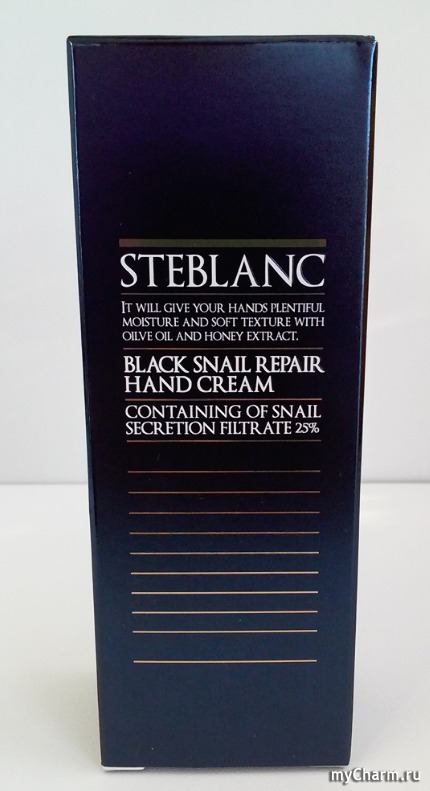 STEBLANC
IT WILL GIVE YOUR HANDS PLENTIFUL
MOISTURE AND SOFT TEXTURE WITH
OILVE OIL AND HONEY EXTRACT.
BLACK SNAIL REPAIR
HAND CREAM
CONTAINING OF SNAIL
SECRETION FILTRATE 25%
myCharm.ru